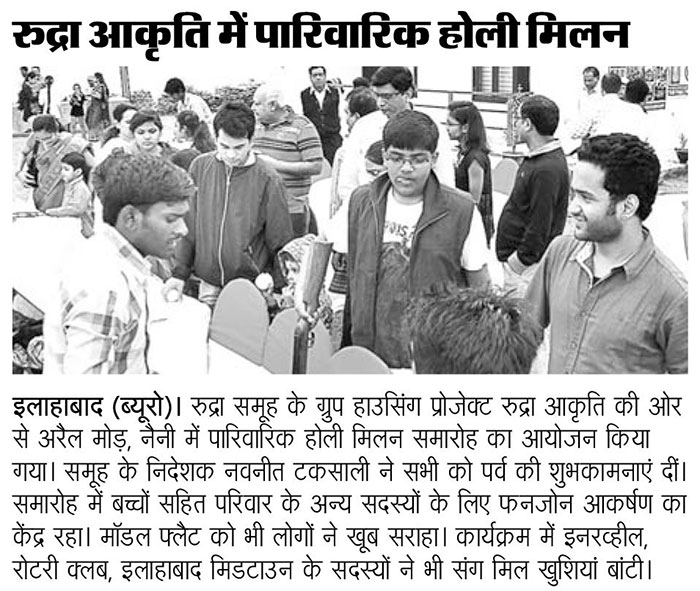 रुद्रा आकृति में पारिवारिक होली मिलन
इलाहाबाद (ब्यूरो)। रुद्रा समूह के ग्रुप हाउसिंग प्रोजेक्ट रुद्रा आकृति की ओर
से अरैल मोड़, नैनी में पारिवारिक होली मिलन समारोह का आयोजन किया
गया। समूह के निदेशक नवनीत टकसाली ने सभी को पर्व की शुभकामनाएं दीं।
समारोह में बच्चों सहित परिवार के अन्य सदस्यों के लिए फनजोन आकर्षण का
केंद्र रहा। मॉडल फ्लैट को भी लोगों ने खूब सराहा। कार्यक्रम में इनरव्हील,
रोटरी क्लब, इलाहाबाद मिडटाउन के सदस्यों ने भी संग मिल खुशियां बांटी।